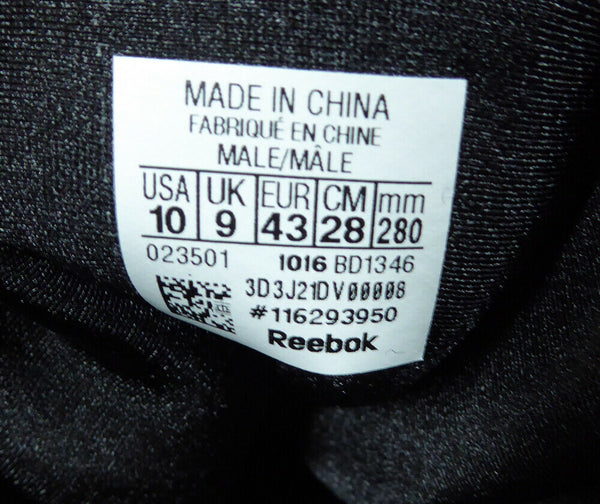 MADE IN CHINA
FABRIQUÉ EN CHINE
MALE/MÂLE
USA UK EUR CM mm
10 9 43 28 280
023501 1016 BD1346
3D3J21DV00008
#116293950
Reebok